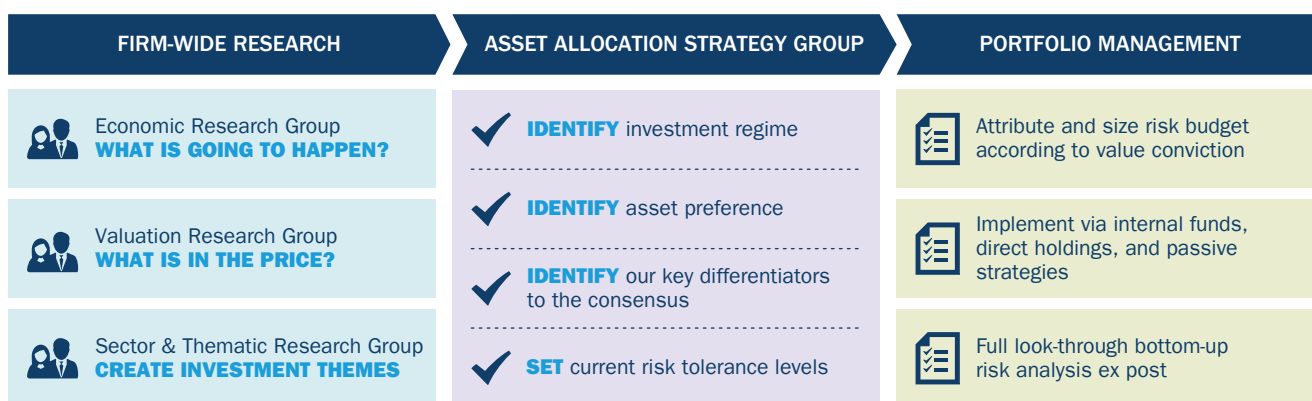 FIRM-WIDE RESEARCH
Economic Research Group
WHAT IS GOING TO HAPPEN?
Valuation Research Group
WHAT IS IN THE PRICE?
Sector & Thematic Research Group
CREATE INVESTMENT THEMES
ASSET ALLOCATION STRATEGY GROUP
IDENTIFY investment regime
IDENTIFY asset preference
IDENTIFY our key differentiators
to the consensus
SET current risk tolerance levels
PORTFOLIO MANAGEMENT
Attribute and size risk budget
according to value conviction
Implement via internal funds,
direct holdings, and passive
strategies
Full look-through bottom-up
risk analysis ex post